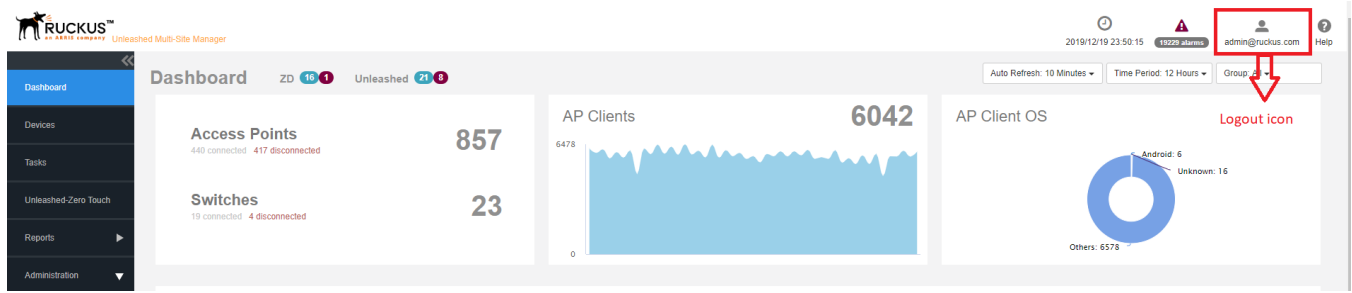 RUCKUS™
an ARRIS company
Unleashed Multi-Site Manager
2019/12/19 23:50:15
19229 alarms
admin@ruckus.com
Help
Dashboard
Devices
Tasks
Unleashed-Zero Touch
Reports
Administration
Dashboard
ZD 16 1
Unleashed 21 8
Auto Refresh: 10 Minutes
Time Period: 12 Hours
Group: All
Access Points
440 connected 417 disconnected
857
Switches
19 connected 4 disconnected
23
AP Clients
6042
6478
0
AP Client OS
Logout icon
Android: 6
Unknown: 16
Others: 6578